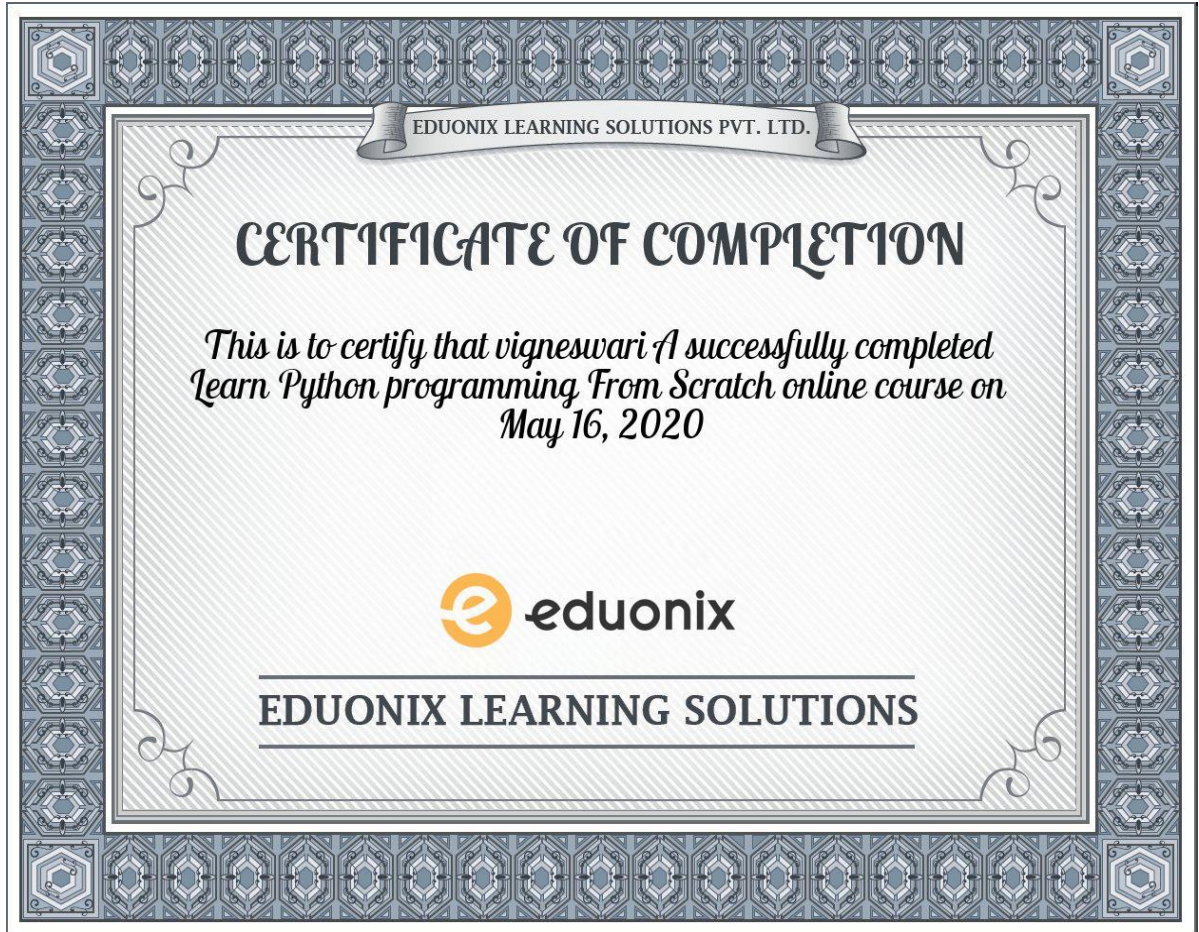 EDUONIX LEARNING SOLUTIONS PVT. LTD.
CERTIFICATE OF COMPLETION
This is to certify that vigneswari A successfully completed
Learn Python programming From Scratch online course on
May 16, 2020
e eduonix
EDUONIX LEARNING SOLUTIONS